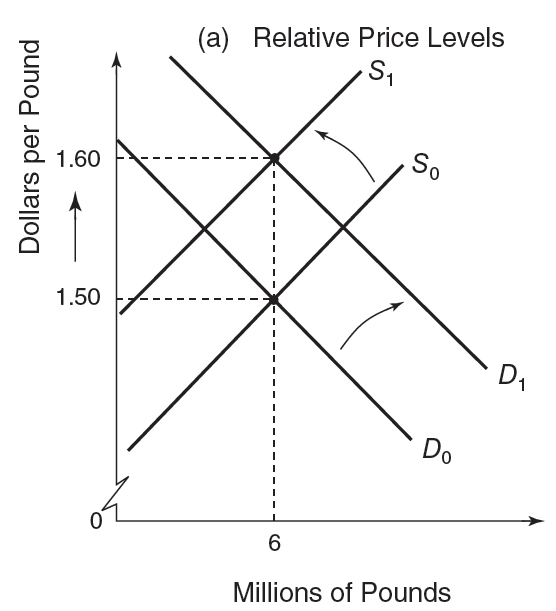 (a) Relative Price Levels
Dollars per Pound
S₁
1.60
S₀
1.50
D₁
D₀
0
6
Millions of Pounds